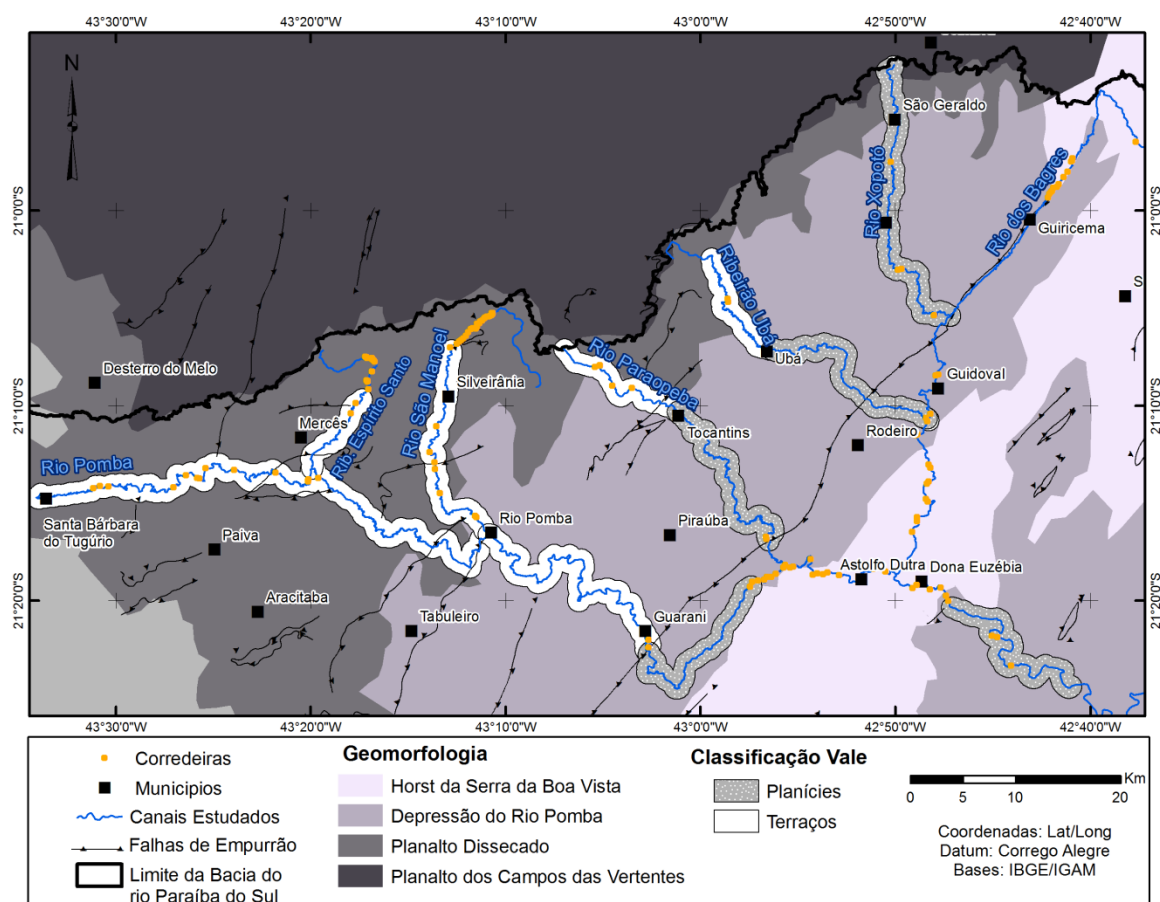 43°30'0"W 43°20'0"W 43°10'0"W 43°0'0"W 42°50'0"W 42°40'0"W
N
São Geraldo
Rio Xopotó
Rio dos Bagres
21°0'0"S
21°0'0"S
Guiricema
Ribeirão Ubá
S
Rio Paraopeba
Ubá
Rio São Manoel
Desterro do Melo
Silveirânia
Guidoval
21°10'0"S
21°10'0"S
Rib. Espírito Santo
Mercês
Tocantins
Rodeiro
Rio Pomba
Santa Bárbara
do Tugúrio
Rio Pomba
Piraúba
Paiva
Astolfo Dutra
Dona Euzébia
21°20'0"S
21°20'0"S
Aracitaba
Tabuleiro
Guarani
43°30'0"W 43°20'0"W 43°10'0"W 43°0'0"W 42°50'0"W 42°40'0"W
Corredeiras
Municipios
Canais Estudados
Falhas de Empurrão
Limite da Bacia do
rio Paraíba do Sul
Geomorfologia
Horst da Serra da Boa Vista
Depressão do Rio Pomba
Planalto Dissecado
Planalto dos Campos das Vertentes
Classificação Vale
Planícies
Terraços
Km
0 5 10 20
Coordenadas: Lat/Long
Datum: Corrego Alegre
Bases: IBGE/IGAM